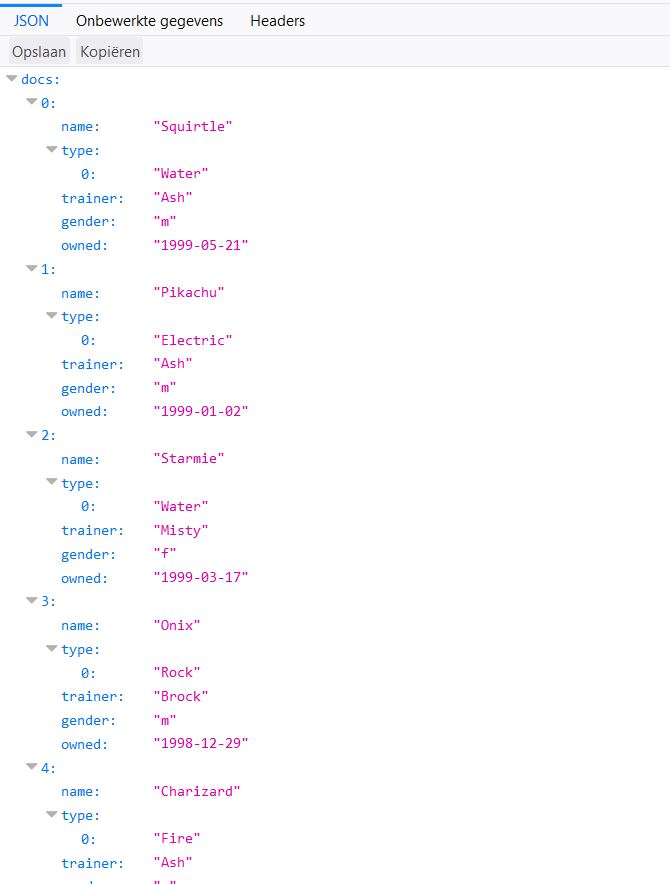 JSON Onbewerkte gegevens Headers
Opslaan Kopiëren
docs:
0:
name: "Squirtle"
type:
0: "Water"
trainer: "Ash"
gender: "m"
owned: "1999-05-21"
1:
name: "Pikachu"
type:
0: "Electric"
trainer: "Ash"
gender: "m"
owned: "1999-01-02"
2:
name: "Starmie"
type:
0: "Water"
trainer: "Misty"
gender: "f"
owned: "1999-03-17"
3:
name: "Onix"
type:
0: "Rock"
trainer: "Brock"
gender: "m"
owned: "1998-12-29"
4:
name: "Charizard"
type:
0: "Fire"
trainer: "Ash"